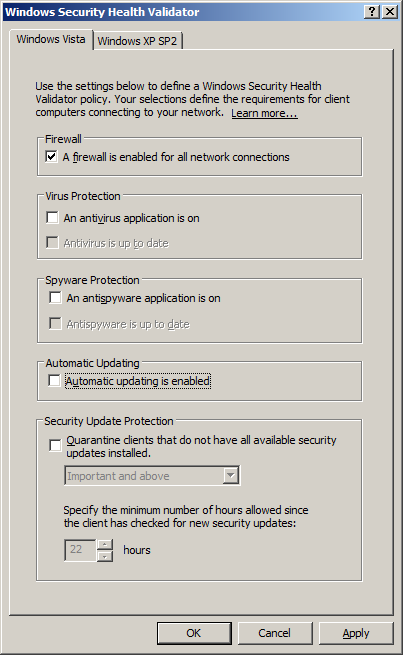 Windows Security Health Validator
Windows Vista
Windows XP SP2
Use the settings below to define a Windows Security Health
Validator policy. Your selections define the requirements for client
computers connecting to your network. Learn more...
Firewall
A firewall is enabled for all network connections
Virus Protection
An antivirus application is on
Antivirus is up to date
Spyware Protection
An antispyware application is on
Antispyware is up to date
Automatic Updating
Automatic updating is enabled
Security Update Protection
Quarantine clients that do not have all available security
updates installed.
Important and above
Specify the minimum number of hours allowed since
the client has checked for new security updates:
22 hours
OK
Cancel
Apply